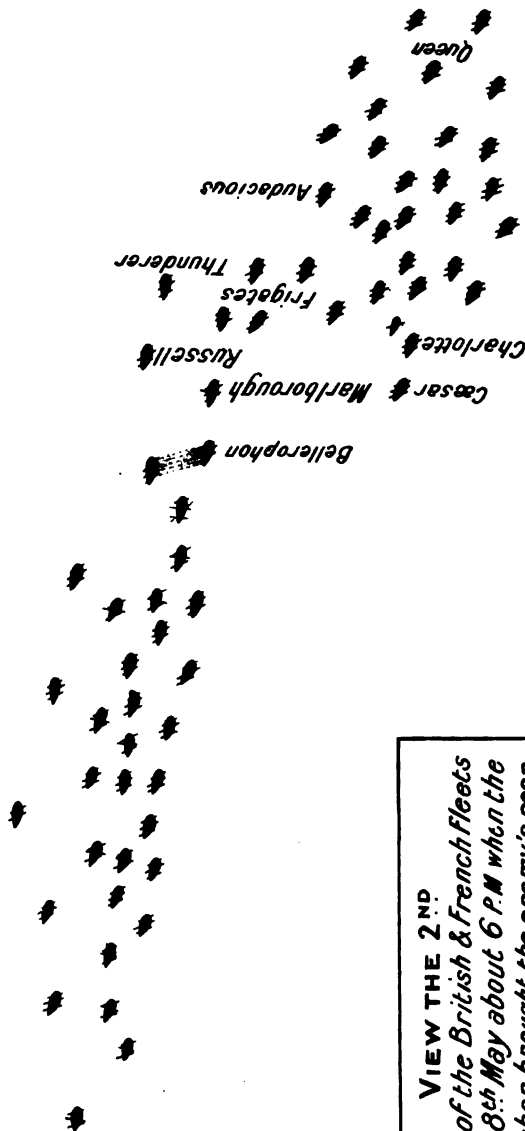 Queen
Audacious
Thunderer
Frigates
Russell
Charlotte
Marlborough
Cæsar
Bellerophon
VIEW THE 2ND
of the British & French Fleets
8th May about 6 P.M when the